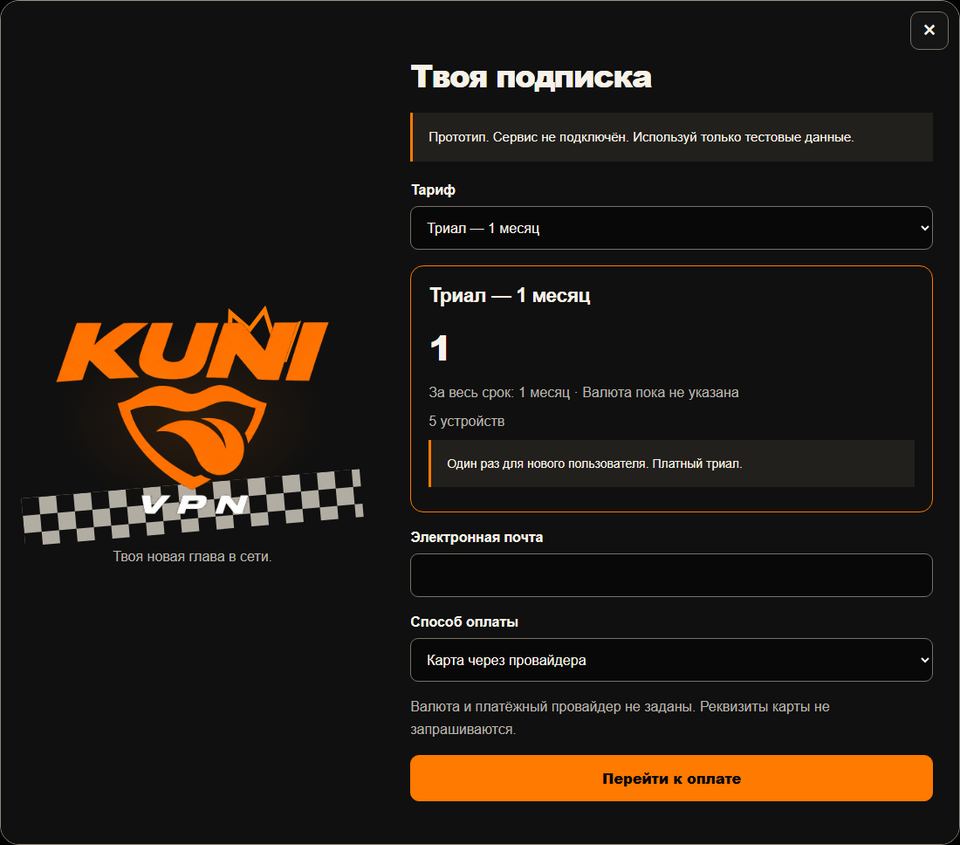 ×
Твоя подписка
Прототип. Сервис не подключён. Используй только тестовые данные.
Тариф
Триал — 1 месяц
Триал — 1 месяц
1
За весь срок: 1 месяц · Валюта пока не указана
5 устройств
Один раз для нового пользователя. Платный триал.
KUNI
VPN
Твоя новая глава в сети.
Электронная почта
Способ оплаты
Карта через провайдера
Валюта и платёжный провайдер не заданы. Реквизиты карты не
запрашиваются.
Перейти к оплате